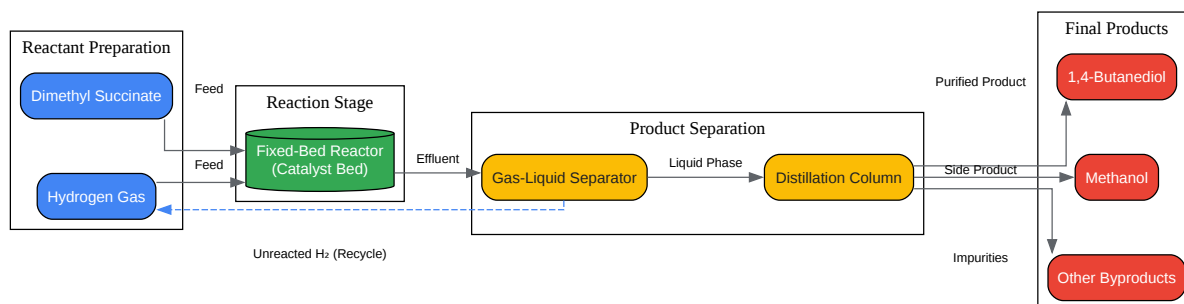 Reactant Preparation
Dimethyl Succinate
Hydrogen Gas
Feed
Feed
Reaction Stage
Fixed-Bed Reactor
(Catalyst Bed)
Effluent
Unreacted H₂ (Recycle)
Product Separation
Gas-Liquid Separator
Liquid Phase
Distillation Column
Purified Product
Side Product
Impurities
Final Products
1,4-Butanediol
Methanol
Other Byproducts